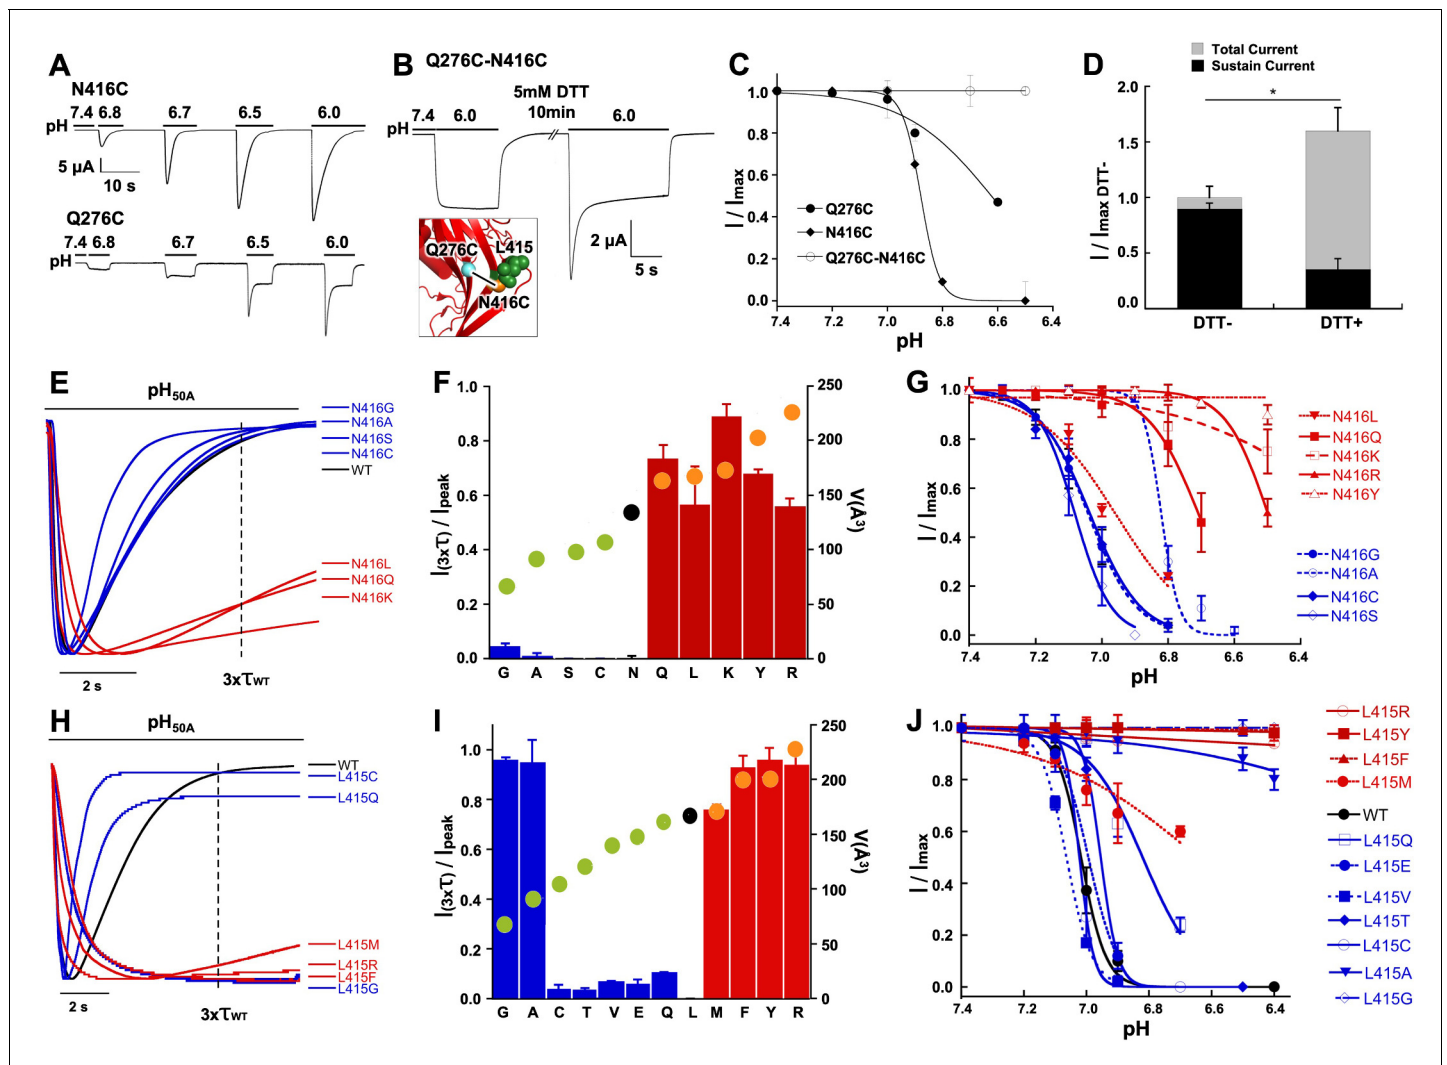 A
N416C
7.4 6.8 6.7 6.5 6.0
pH
5 µA
10 s
Q276C
7.4 6.8 6.7 6.5 6.0
pH
B Q276C-N416C
5mM DTT
7.4 6.0 10min 6.0
pH
Q276C L415
N416C
2 µA
5 s
C
1.0
0.8
0.6
0.4
0.2
0.0
I / Imax
Q276C
N416C
Q276C-N416C
7.4 7.2 7.0 6.8 6.6 6.4
pH
D
Total Current
Sustain Current
2.0
1.5
1.0
0.5
0.0
I / Imax DTT-
*
DTT- DTT+
E
pH50A
N416G
N416A
N416S
N416C
WT
N416L
N416Q
N416K
2 s
3xτWT
F
1.0
0.8
0.6
0.4
0.2
0.0
I(3xτ) / Ipeak
250
200
150
100
50
0
V(Å3)
G A S C N Q L K Y R
G
1.0
0.8
0.6
0.4
0.2
0.0
I / Imax
N416L
N416Q
N416K
N416R
N416Y
N416G
N416A
N416C
N416S
7.4 7.2 7.0 6.8 6.6 6.4
pH
H
pH50A
WT
L415C
L415Q
L415M
L415R
L415F
L415G
2 s
3xτWT
I
1.0
0.8
0.6
0.4
0.2
0.0
I(3xτ) / Ipeak
250
200
150
100
50
0
V(Å3)
G A C T V E Q L M F Y R
J
1.0
0.8
0.6
0.4
0.2
0.0
I / Imax
L415R
L415Y
L415F
L415M
WT
L415Q
L415E
L415V
L415T
L415C
L415A
L415G
7.4 7.2 7.0 6.8 6.6 6.4
pH